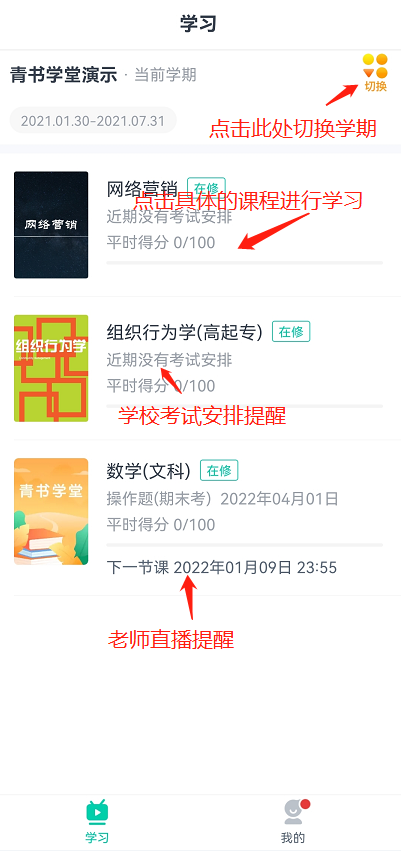 学习
青书学堂演示 · 当前学期
切换
2021.01.30-2021.07.31
点击此处切换学期
网络营销
网络营销 在修
点击具体的课程进行学习
近期没有考试安排
平时得分 0/100
组织行为学
组织行为学(高起专) 在修
近期没有考试安排
平时得分 0/100
学校考试安排提醒
青书学堂
数学(文科) 在修
操作题(期末考) 2022年04月01日
平时得分 0/100
下一节课 2022年01月09日 23:55
老师直播提醒
学习
我的